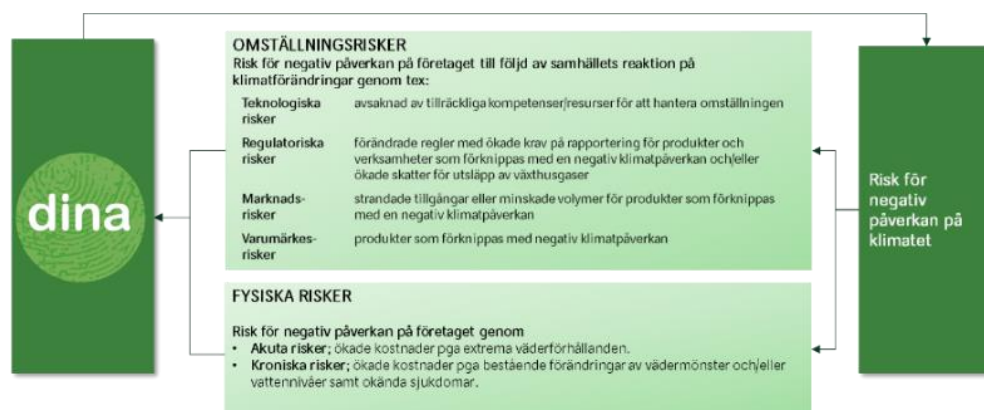 dina
OMSTÄLLNINGSRISKER
Risk för negativ påverkan på företaget till följd av samhällets reaktion på
klimatförändringar genom tex:
Teknologiska risker
avsaknad av tillräckliga kompetenser/resurser för att hantera omställningen
Regulatoriska risker
förändrade regler med ökade krav på rapportering för produkter och
verksamheter som förknippas med en negativ klimatpåverkan och/eller
ökade skatter för utsläpp av växthusgaser
Marknads-
risker
strandade tillgångar eller minskade volymer för produkter som förknippas
med en negativ klimatpåverkan
Varumärkes-
risker
produkter som förknippas med negativ klimatpåverkan
FYSISKA RISKER
Risk för negativ påverkan på företaget genom
• Akuta risker; ökade kostnader pga extrema väderförhållanden.
• Kroniska risker; ökade kostnader pga bestående förändringar av vädermönster och/eller
vattennivåer samt okända sjukdomar.
Risk för
negativ
påverkan på
klimatet